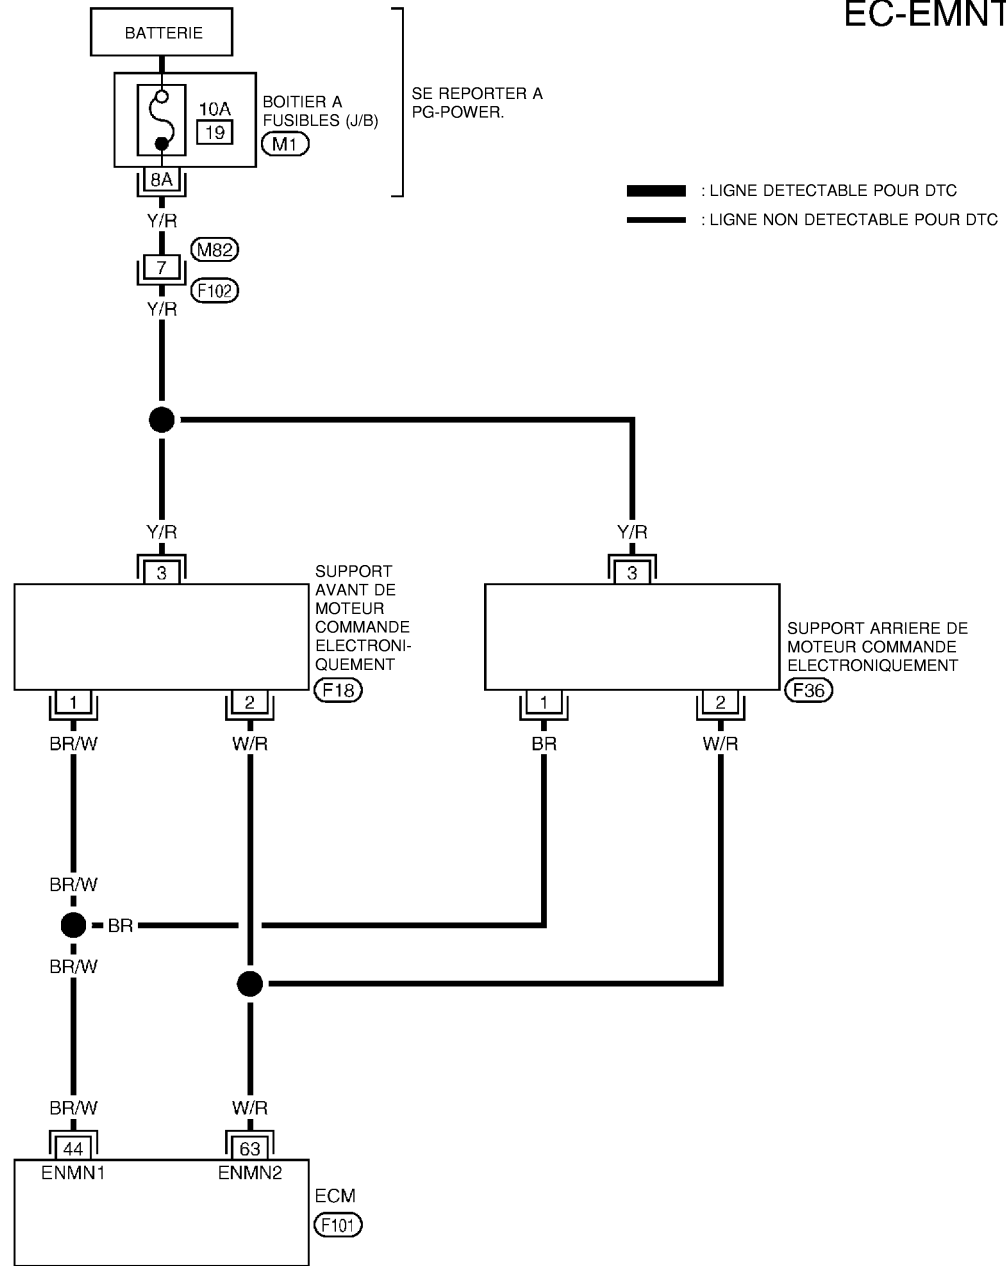 EC-EMNT
BATTERIE
10A
19
BOITIER A
FUSIBLES (J/B)
M1
SE REPORTER A
PG-POWER.
8A
: LIGNE DETECTABLE POUR DTC
: LIGNE NON DETECTABLE POUR DTC
Y/R
M82
7
F102
Y/R
Y/R
Y/R
3
3
SUPPORT
AVANT DE
MOTEUR
COMMANDE
ELECTRONI-
QUEMENT
F18
SUPPORT ARRIERE DE
MOTEUR COMMANDE
ELECTRONIQUEMENT
F36
1
2
1
2
BR/W
W/R
BR
W/R
BR/W
BR
BR/W
BR/W
W/R
44
63
ENMN1
ENMN2
ECM
F101